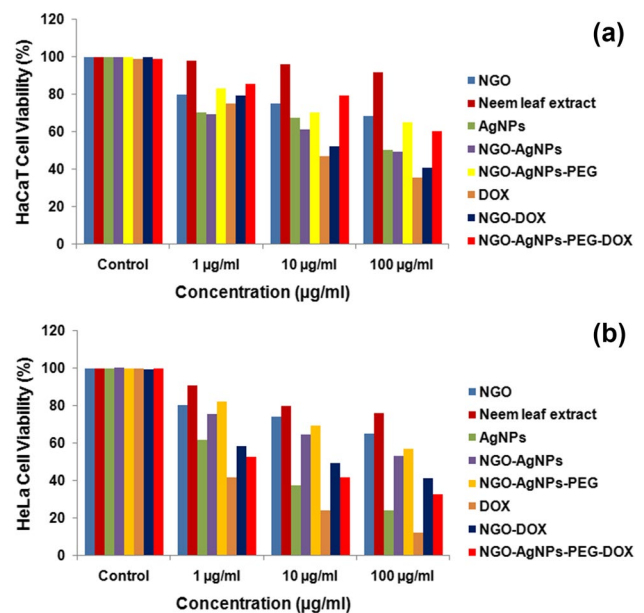 (a)
HaCaT Cell Viability (%)
120
100
80
60
40
20
0
Control 1 µg/ml 10 µg/ml 100 µg/ml
Concentration (µg/ml)
NGO
Neem leaf extract
AgNPs
NGO-AgNPs
NGO-AgNPs-PEG
DOX
NGO-DOX
NGO-AgNPs-PEG-DOX
(b)
HeLa Cell Viability (%)
120
100
80
60
40
20
0
Control 1 µg/ml 10 µg/ml 100 µg/ml
Concentration (µg/ml)
NGO
Neem leaf extract
AgNPs
NGO-AgNPs
NGO-AgNPs-PEG
DOX
NGO-DOX
NGO-AgNPs-PEG-DOX